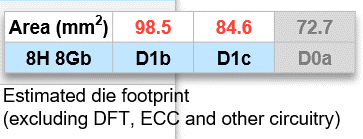 Area (mm²) 98.5 84.6 72.7
8H 8Gb D1b D1c D0a
Estimated die footprint
(excluding DFT, ECC and other circuitry)